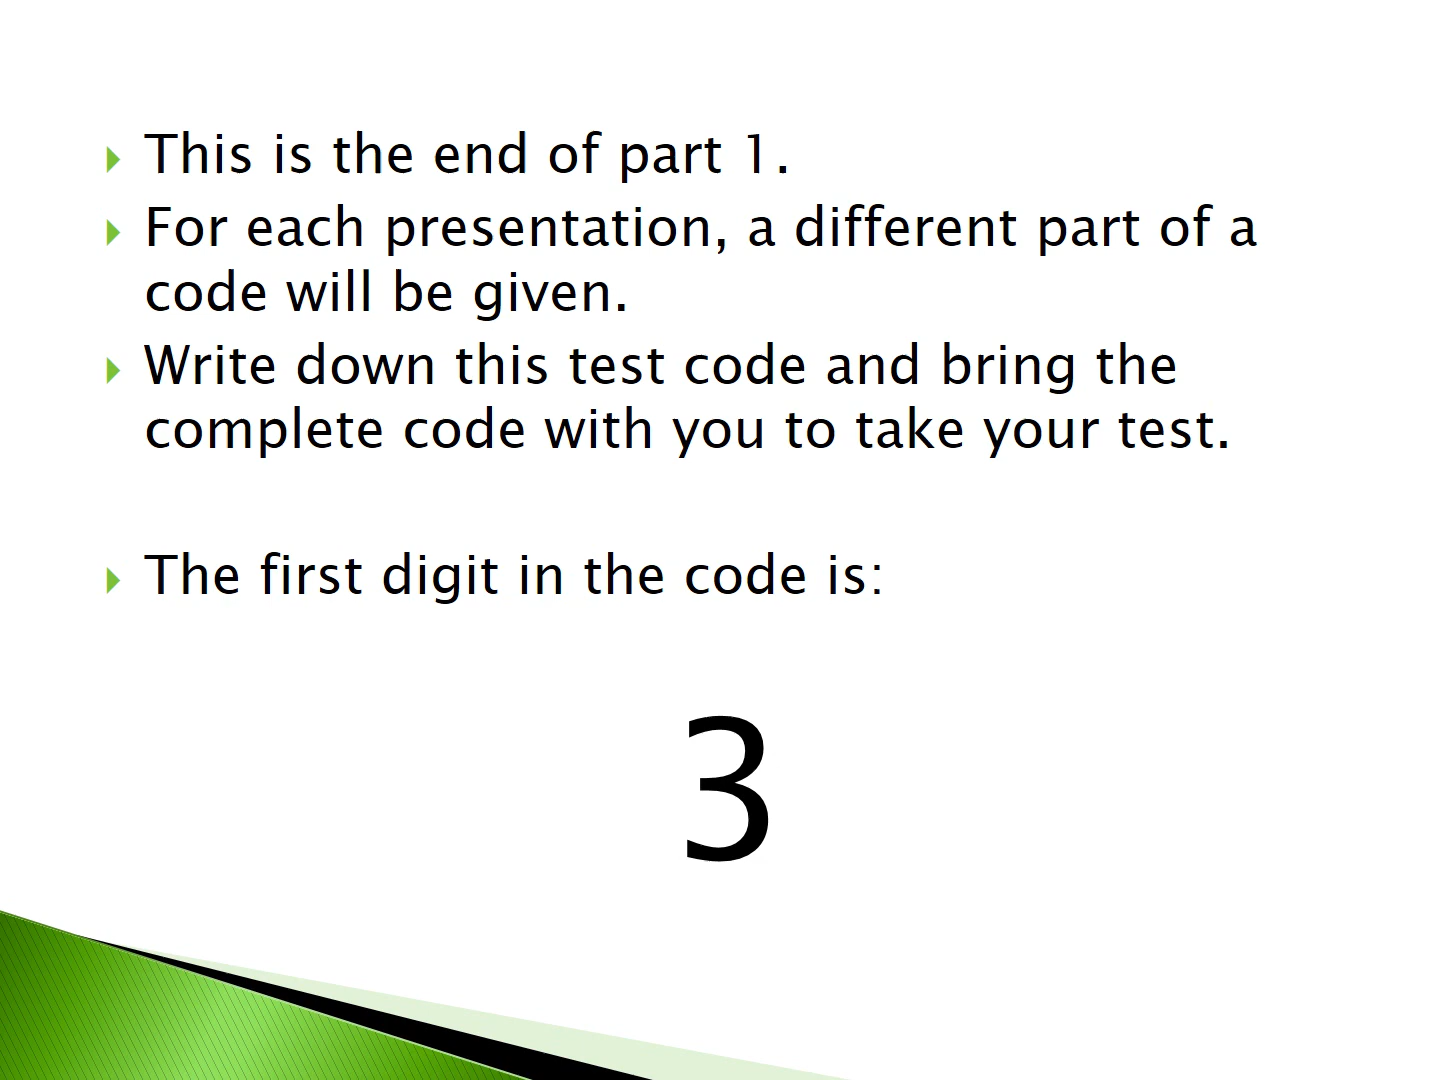 This is the end of part 1.
For each presentation, a different part of a
code will be given.
Write down this test code and bring the
complete code with you to take your test.
The first digit in the code is:
3